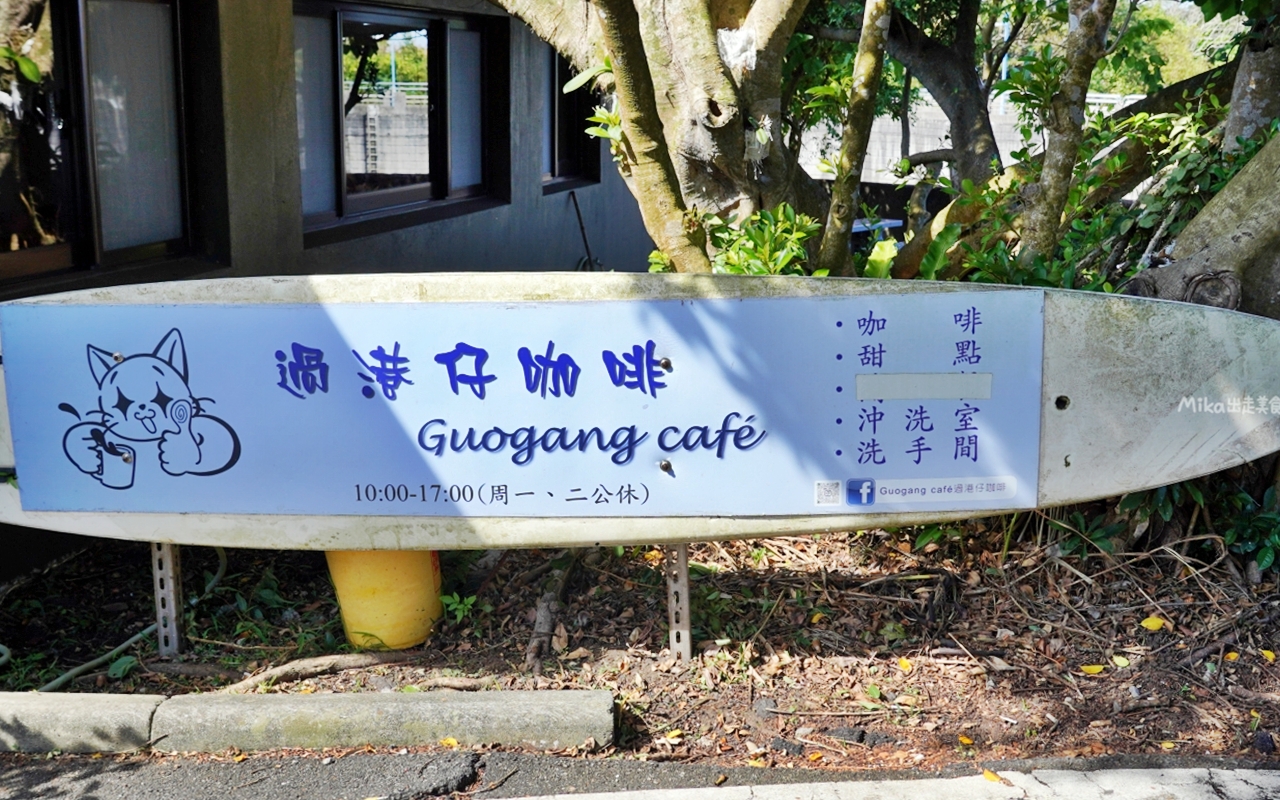 過港仔咖啡
Guogang café
10:00-17:00(周一、二公休)
• 咖啡
• 甜點
• 沖洗室
• 洗手間
Guogang café過港仔咖啡
Mika出走美食